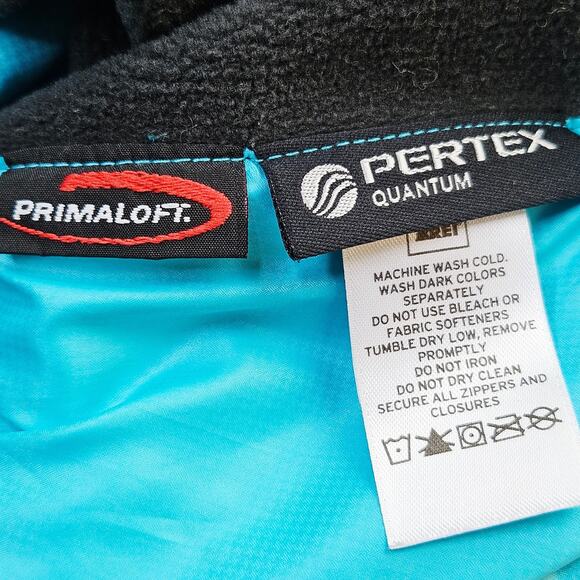 PRIMALOFT.
PERTEX
QUANTUM
REI
MACHINE WASH COLD.
WASH DARK COLORS
SEPARATELY
DO NOT USE BLEACH OR
FABRIC SOFTENERS
TUMBLE DRY LOW, REMOVE
PROMPTLY
DO NOT IRON
DO NOT DRY CLEAN
SECURE ALL ZIPPERS AND
CLOSURES